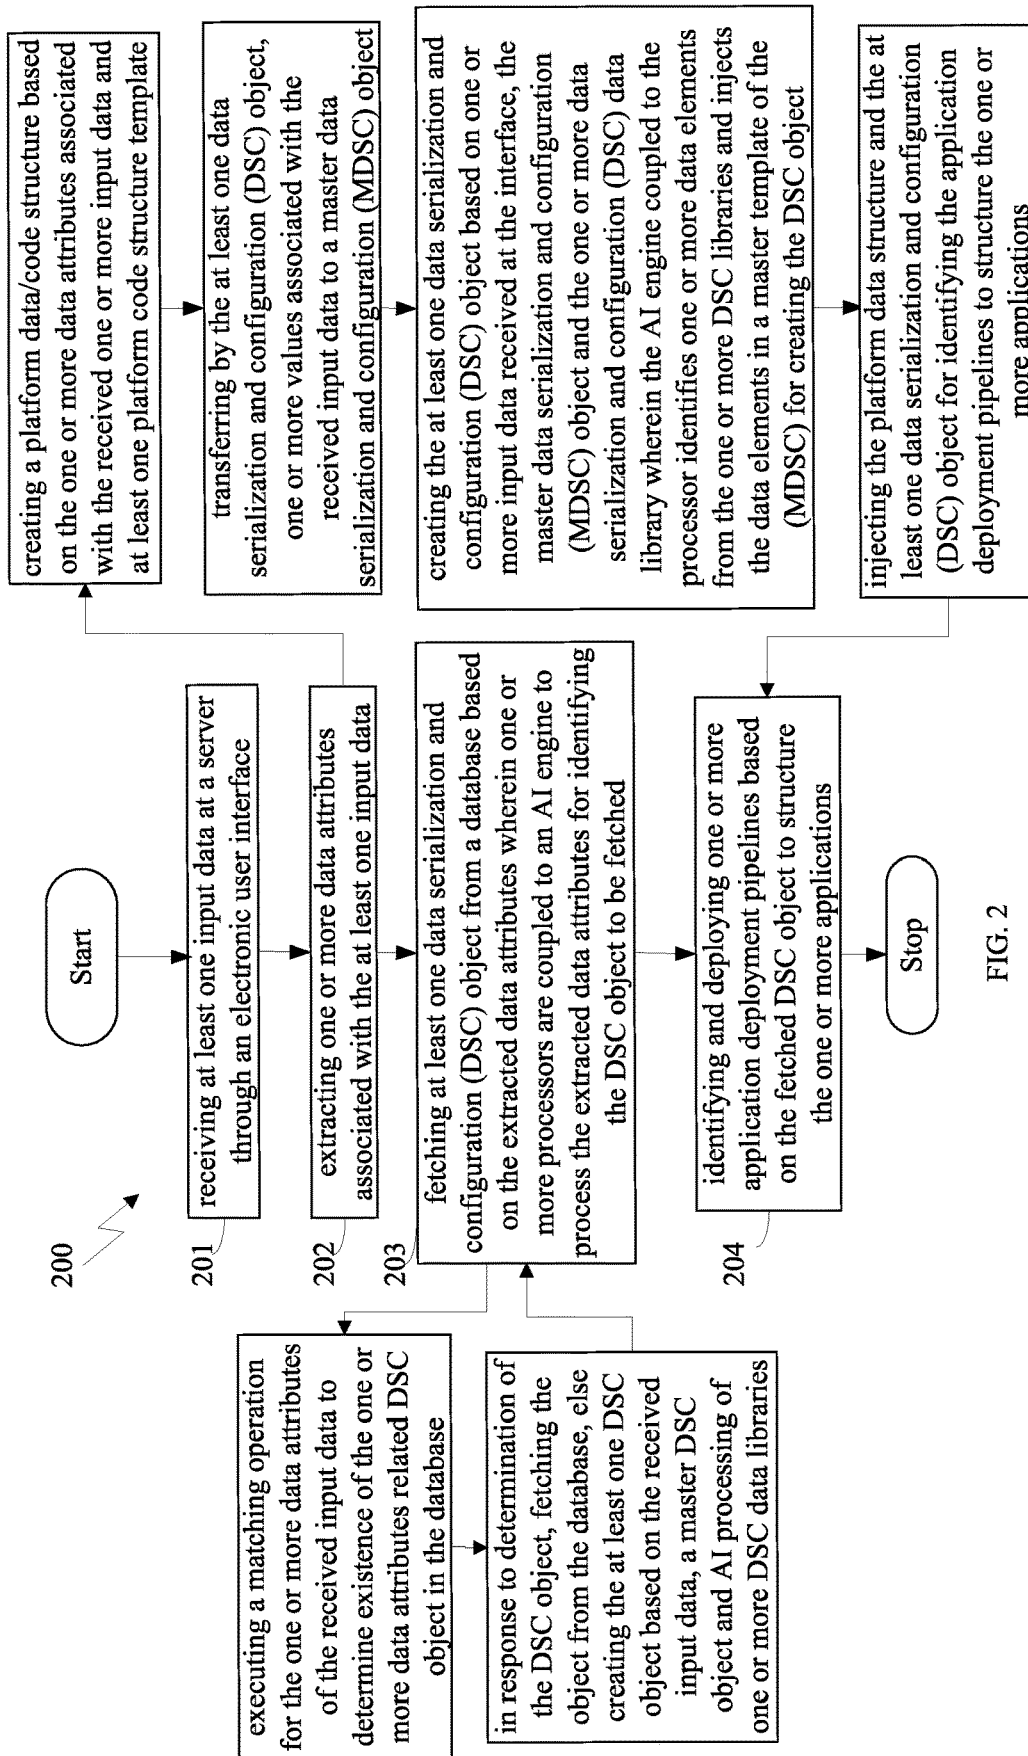 200
Start
201
receiving at least one input data at a server
through an electronic user interface
202
extracting one or more data attributes
associated with the at least one input data
203
fetching at least one data serialization and
configuration (DSC) object from a database based
on the extracted data attributes wherein one or
more processors are coupled to an AI engine to
process the extracted data attributes for identifying
the DSC object to be fetched
204
identifying and deploying one or more
application deployment pipelines based
on the fetched DSC object to structure
the one or more applications
Stop
executing a matching operation
for the one or more data attributes
of the received input data to
determine existence of the one or
more data attributes related DSC
object in the database
in response to determination of
the DSC object, fetching the
object from the database, else
creating the at least one DSC
object based on the received
input data, a master DSC
object and AI processing of
one or more DSC data libraries
creating a platform data/code structure based
on the one or more data attributes associated
with the received one or more input data and
at least one platform code structure template
transferring by the at least one data
serialization and configuration (DSC) object,
one or more values associated with the
received input data to a master data
serialization and configuration (MDSC) object
creating the at least one data serialization and
configuration (DSC) object based on one or
more input data received at the interface, the
master data serialization and configuration
(MDSC) object and the one or more data
serialization and configuration (DSC) data
library wherein the AI engine coupled to the
processor identifies one or more data elements
from the one or more DSC libraries and injects
the data elements in a master template of the
(MDSC) for creating the DSC object
injecting the platform data structure and the at
least one data serialization and configuration
(DSC) object for identifying the application
deployment pipelines to structure the one or
more applications
FIG. 2